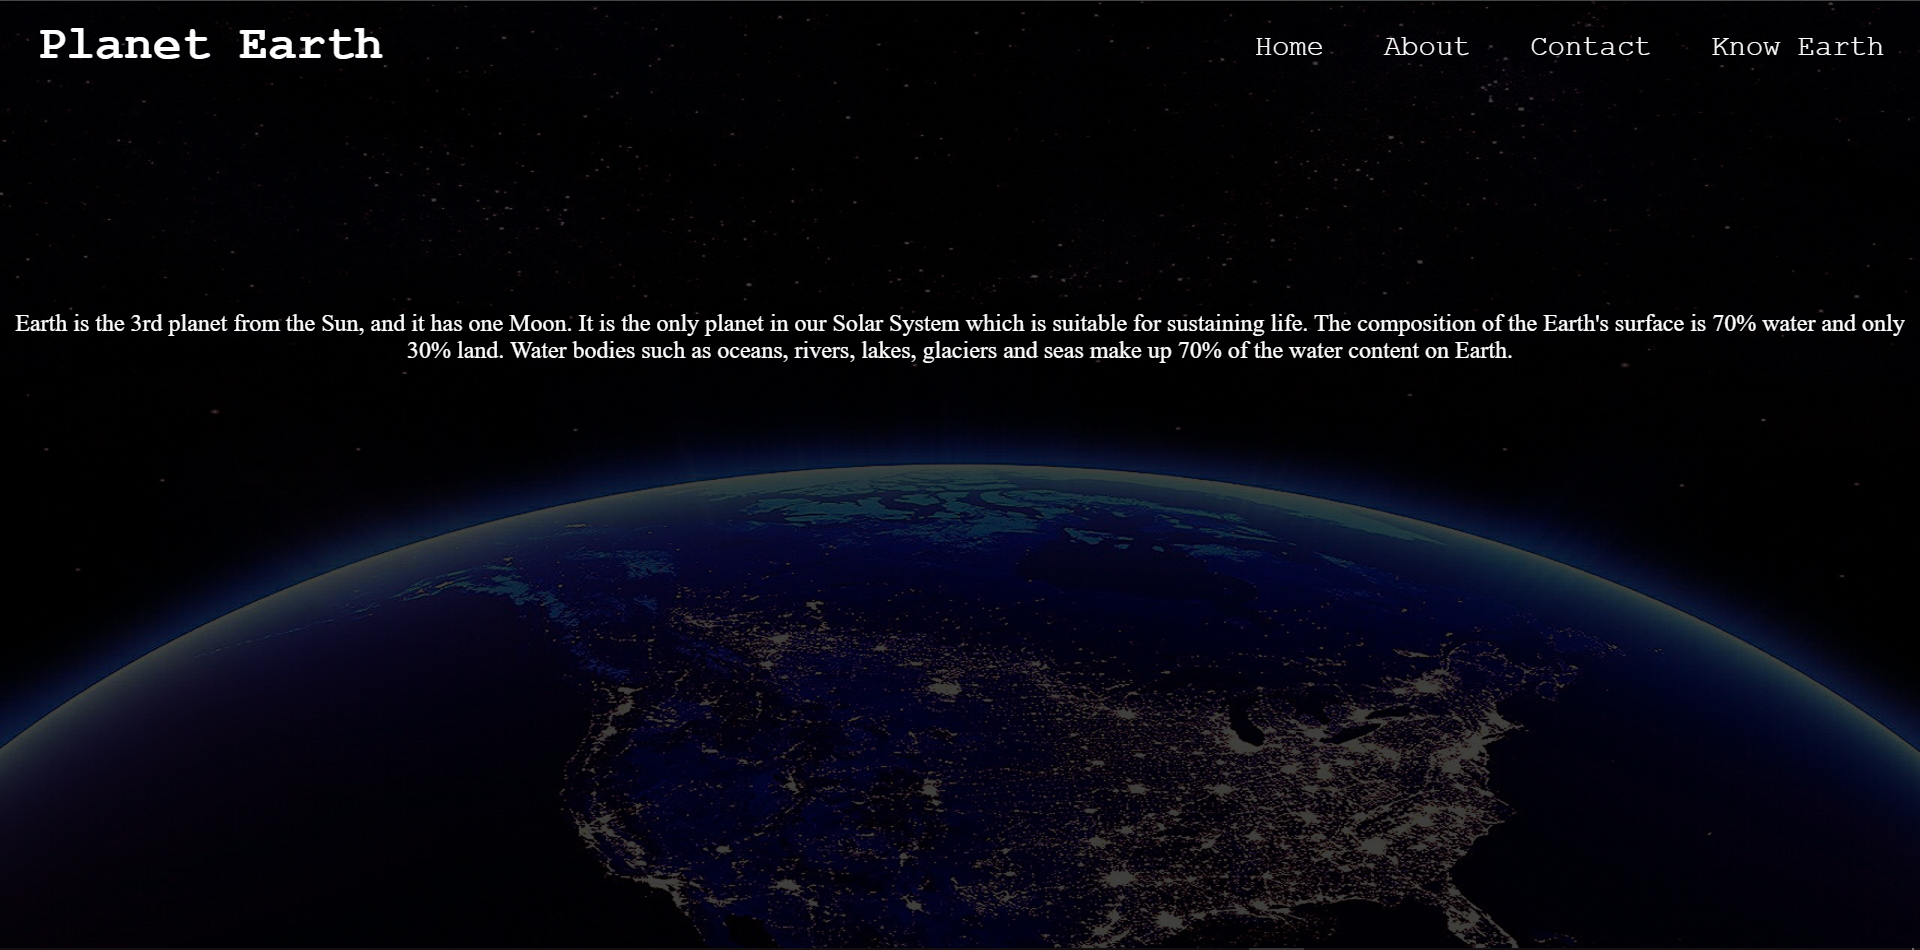 Planet Earth
Home About Contact Know Earth
Earth is the 3rd planet from the Sun, and it has one Moon. It is the only planet in our Solar System which is suitable for sustaining life. The composition of the Earth's surface is 70% water and only
30% land. Water bodies such as oceans, rivers, lakes, glaciers and seas make up 70% of the water content on Earth.